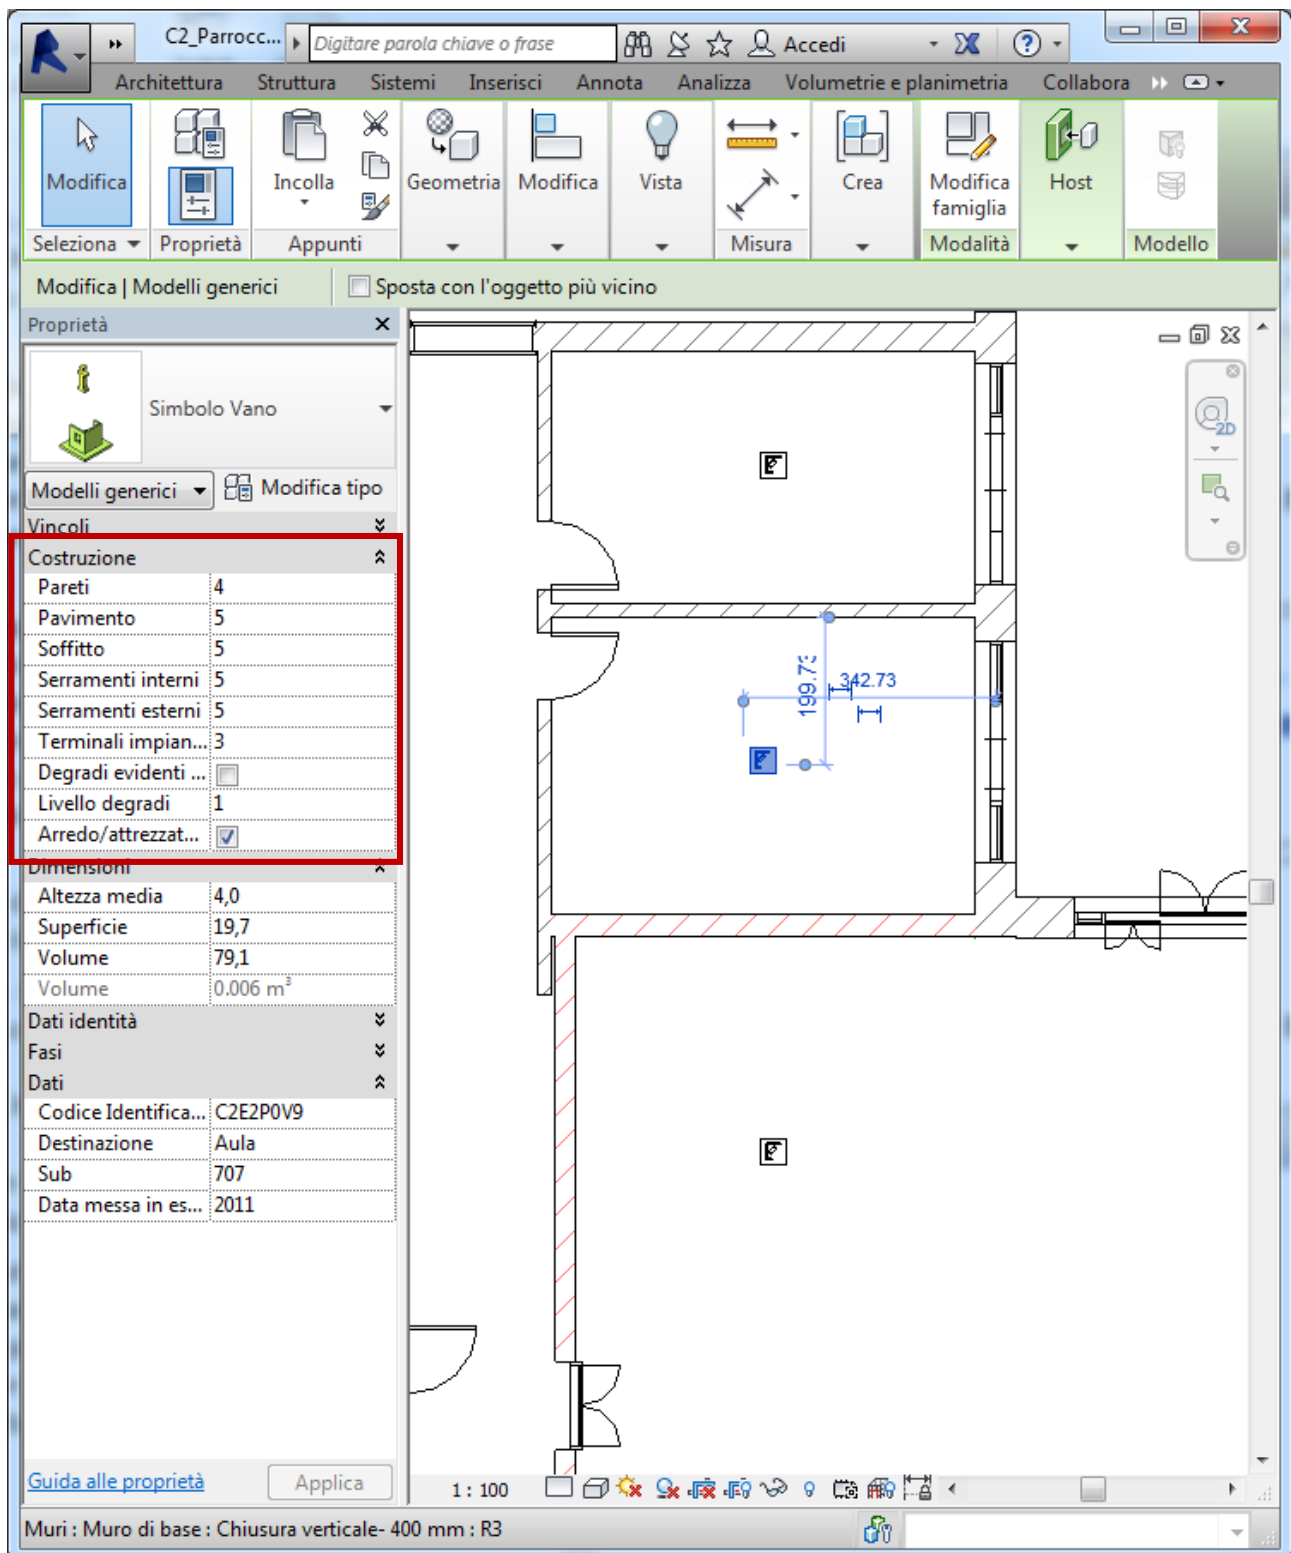 C2_Parrocc...
Digitare parola chiave o frase
Accedi
Architettura Struttura Sistemi Inserisci Annota Analizza Volumetrie e planimetria Collabora
Modifica
Incolla
Geometria
Modifica
Vista
Crea
Modifica famiglia
Host
Seleziona
Proprietà
Appunti
Misura
Modalità
Modello
Modifica | Modelli generici
Sposta con l'oggetto più vicino
Proprietà
Simbolo Vano
Modelli generici
Modifica tipo
Vincoli
Costruzione
Pareti 4
Pavimento 5
Soffitto 5
Serramenti interni 5
Serramenti esterni 5
Terminali impian... 3
Degradi evidenti ...
Livello degradi 1
Arredo/attrezzat...
Dimensioni
Altezza media 4,0
Superficie 19,7
Volume 79,1
Volume 0.006 m³
Dati identità
Fasi
Dati
Codice Identifica... C2E2P0V9
Destinazione Aula
Sub 707
Data messa in es... 2011
Guida alle proprietà
Applica
2D
199.73
342.73
1 : 100
Muri : Muro di base : Chiusura verticale- 400 mm : R3